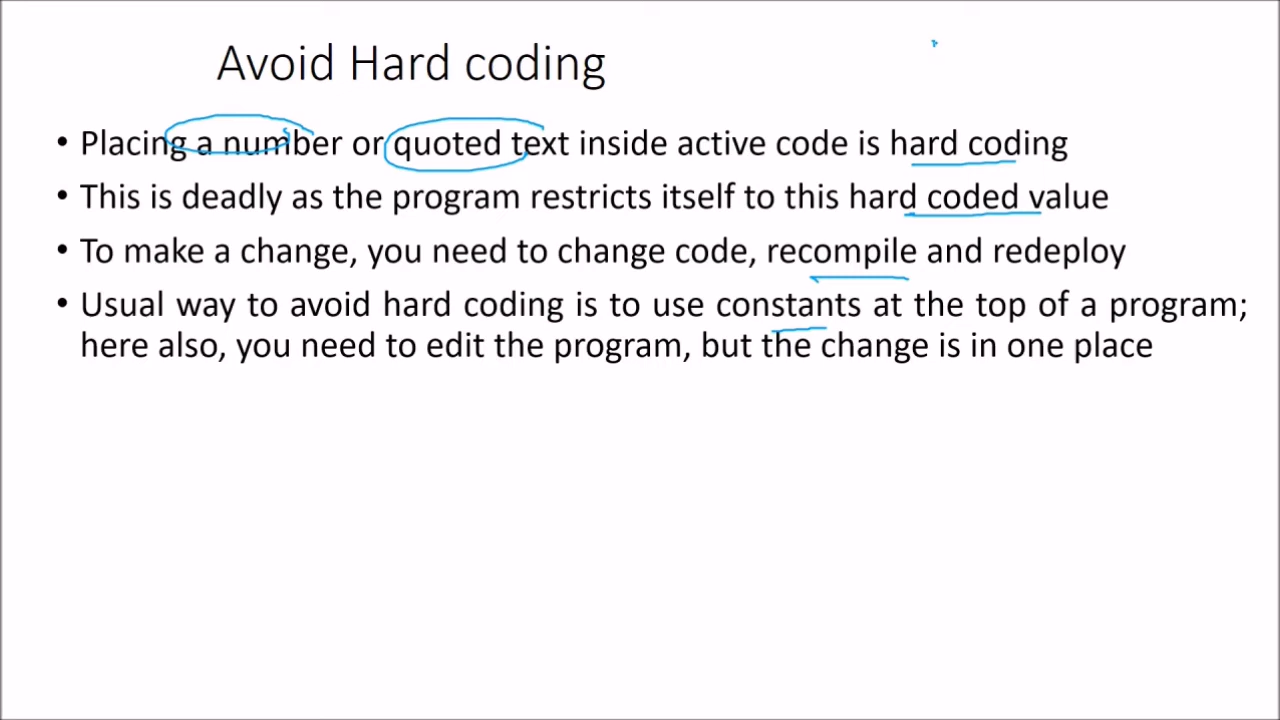 Avoid Hard coding
• Placing a number or quoted text inside active code is hard coding
• This is deadly as the program restricts itself to this hard coded value
• To make a change, you need to change code, recompile and redeploy
• Usual way to avoid hard coding is to use constants at the top of a program;
here also, you need to edit the program, but the change is in one place